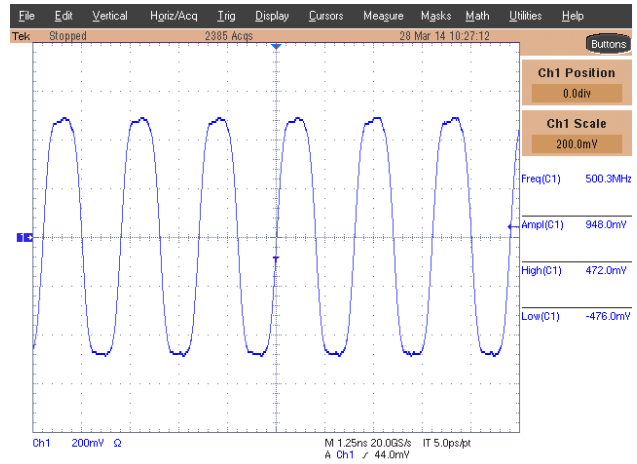 File Edit Vertical Horiz/Acq Trig Display Cursors Measure Masks Math Utilities Help
Tek Stopped 2385 Acqs 28 Mar 14 10:27:12
Buttons
Ch1 Position
0.0div
Ch1 Scale
200.0mV
Freq(C1) 500.3MHz
Ampl(C1) 948.0mV
1
High(C1) 472.0mV
Low(C1) -476.0mV
Ch1 200mV Ω M 1.25ns 20.0GS/s IT 5.0ps/pt
A Ch1 ∕ 44.0mV